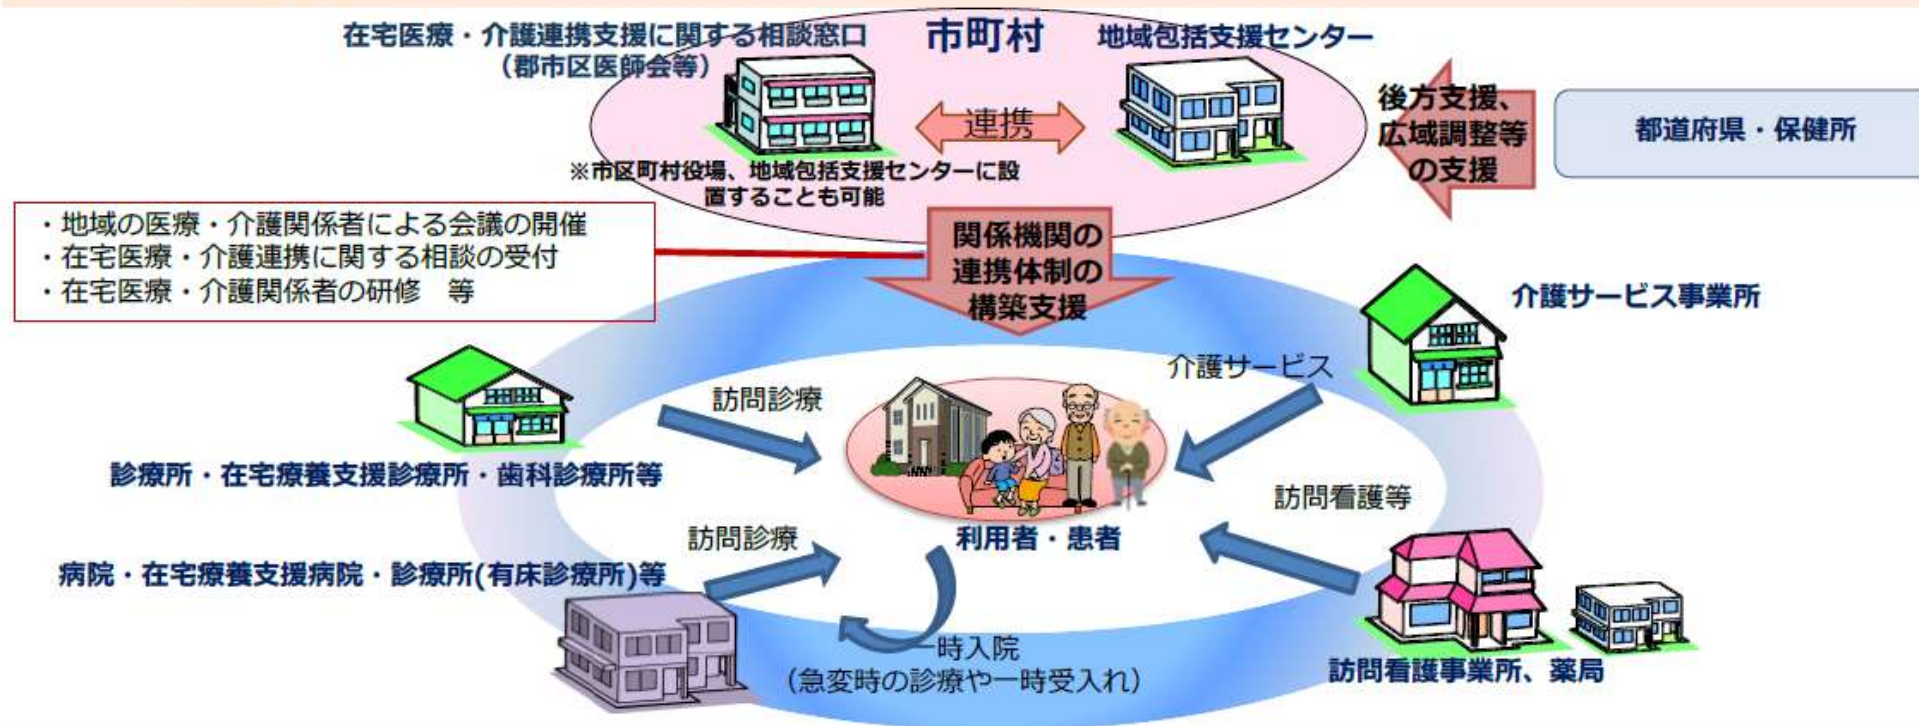 市町村
在宅医療・介護連携支援に関する相談窓口
（郡市区医師会等）
地域包括支援センター
連携
※市区町村役場、地域包括支援センターに設
置することも可能
後方支援、
広域調整等
の支援
都道府県・保健所
・地域の医療・介護関係者による会議の開催
・在宅医療・介護連携に関する相談の受付
・在宅医療・介護関係者の研修　等
関係機関の
連携体制の
構築支援
介護サービス事業所
介護サービス
訪問診療
診療所・在宅療養支援診療所・歯科診療所等
訪問看護等
利用者・患者
訪問診療
病院・在宅療養支援病院・診療所(有床診療所)等
一時入院
（急変時の診療や一時受入れ）
訪問看護事業所、薬局